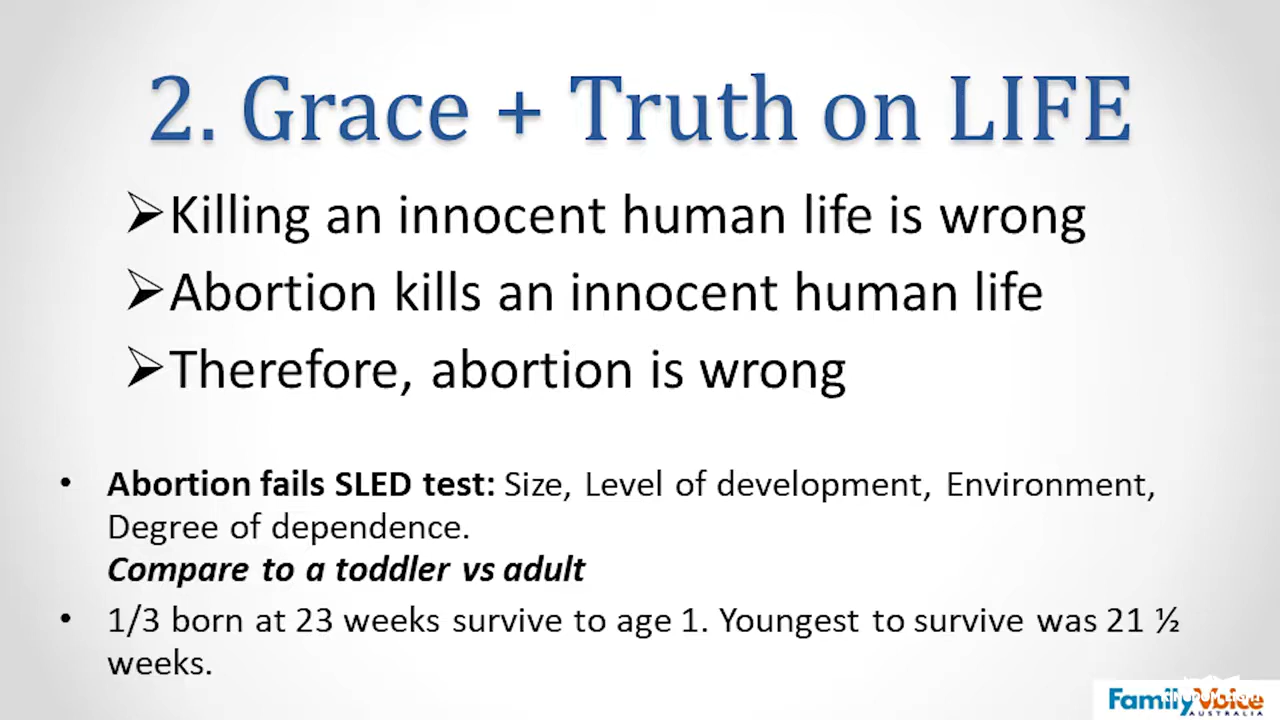 2. Grace + Truth on LIFE
➢Killing an innocent human life is wrong
➢Abortion kills an innocent human life
➢Therefore, abortion is wrong
• Abortion fails SLED test: Size, Level of development, Environment,
Degree of dependence.
Compare to a toddler vs adult
• 1/3 born at 23 weeks survive to age 1. Youngest to survive was 21 ½
weeks.
FamilyVoice
AUSTRALIA